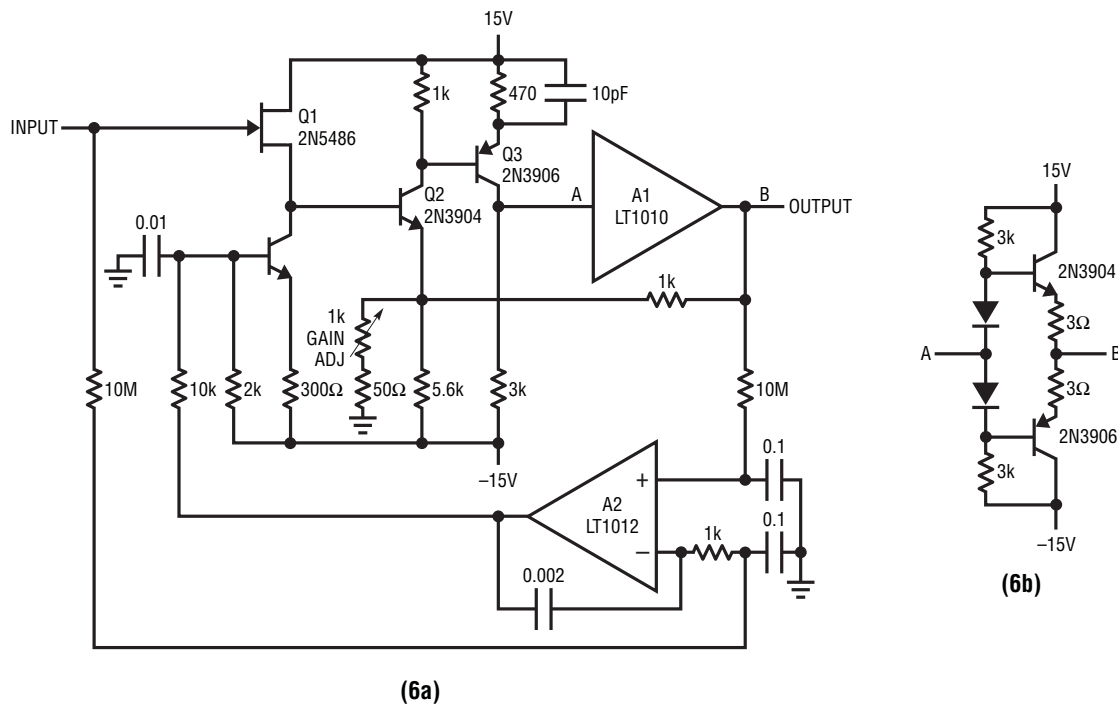 15V
1k
470
10pF
INPUT
Q1
2N5486
Q3
2N3906
Q2
2N3904
A
A1
LT1010
B
OUTPUT
0.01
1k
1k
GAIN
ADJ
10M
10k
2k
300Ω
50Ω
5.6k
3k
10M
–15V
A2
LT1012
+
–
0.1
0.1
1k
0.002
(6a)
15V
3k
2N3904
3Ω
A
B
3Ω
2N3906
3k
–15V
(6b)